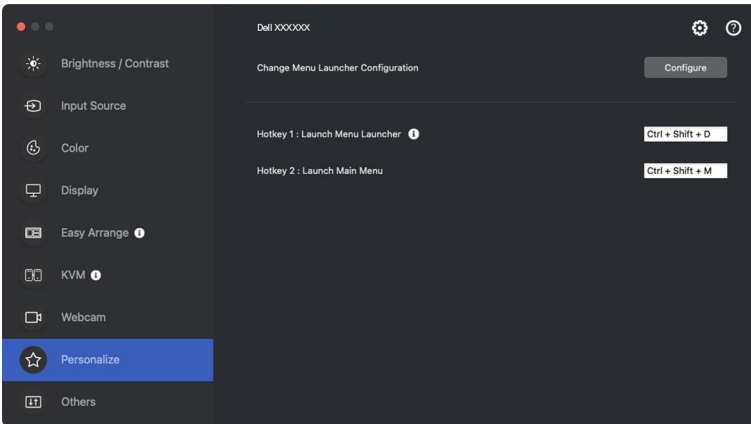 Dell XXXXXX
Brightness / Contrast
Input Source
Color
Display
Easy Arrange
KVM
Webcam
Personalize
Others
Change Menu Launcher Configuration
Configure
Hotkey 1 : Launch Menu Launcher
Ctrl + Shift + D
Hotkey 2 : Launch Main Menu
Ctrl + Shift + M